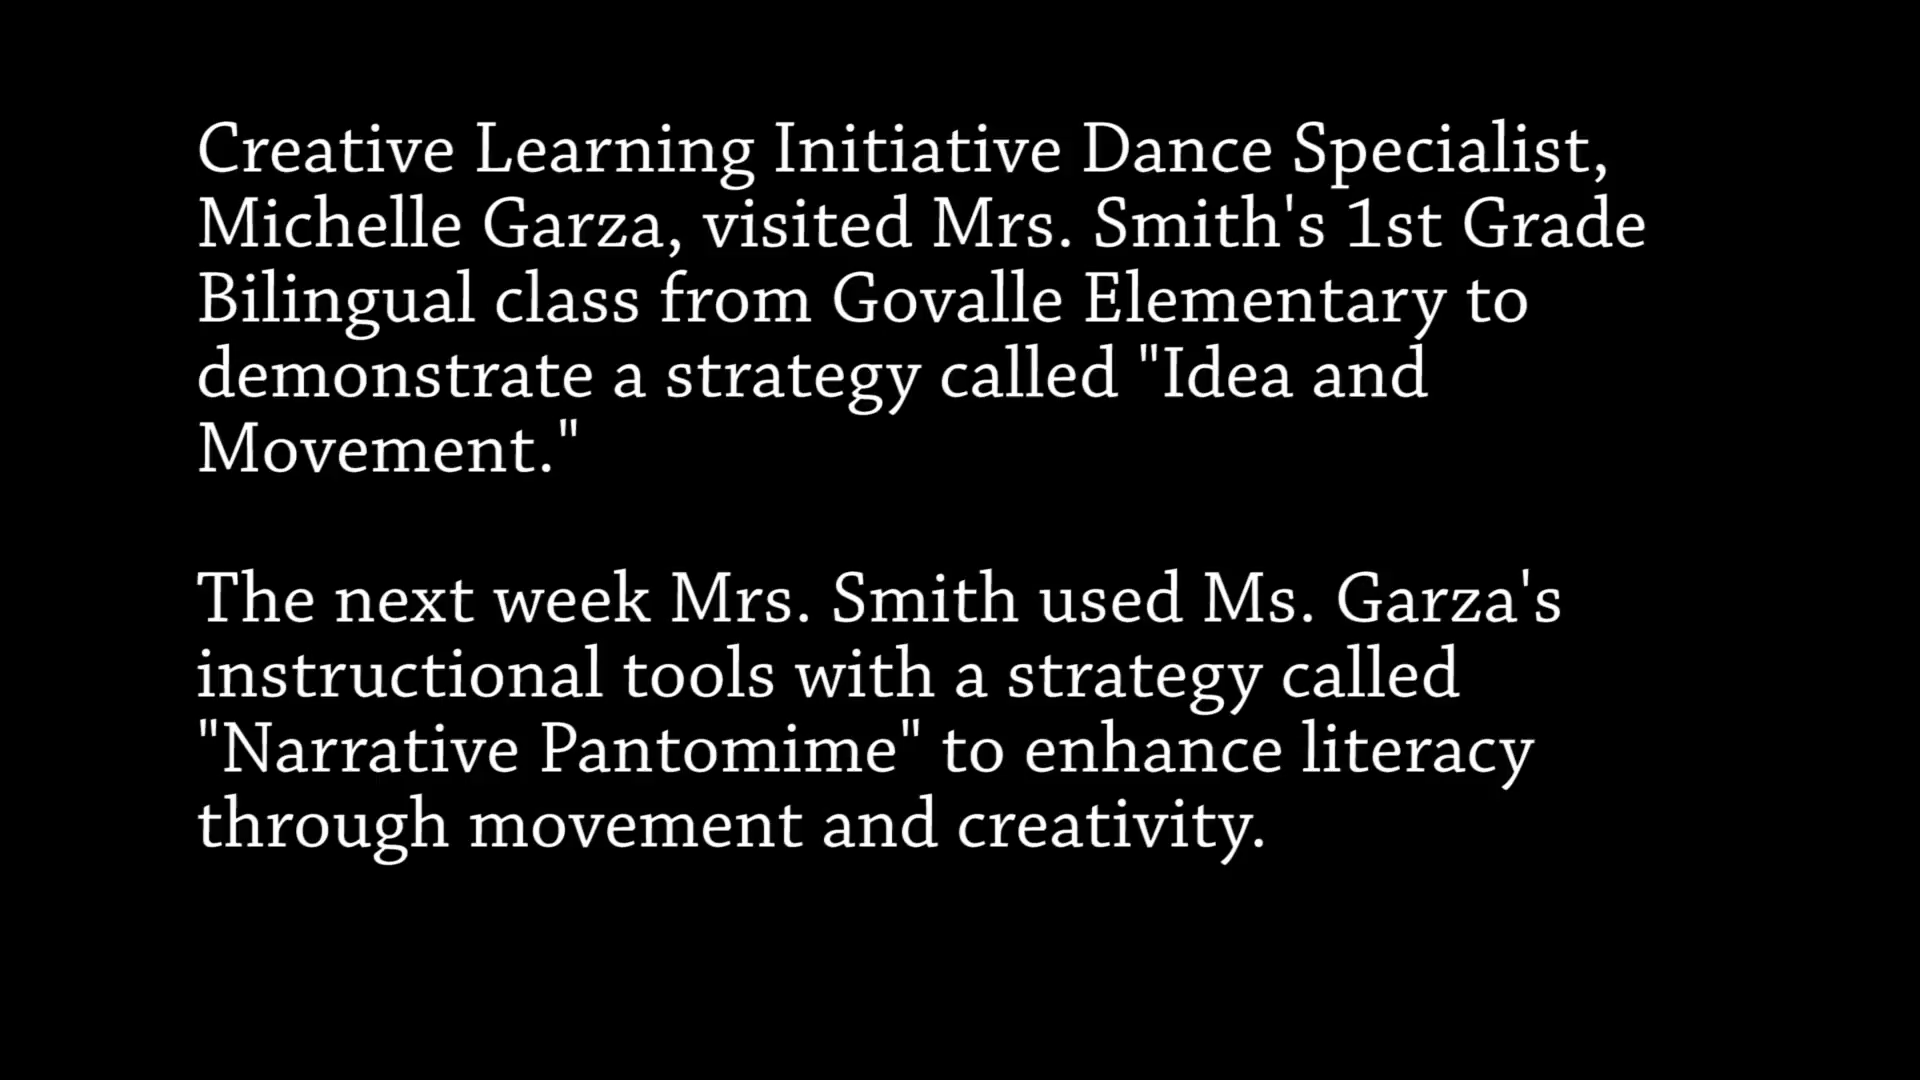 Creative Learning Initiative Dance Specialist,
Michelle Garza, visited Mrs. Smith's 1st Grade
Bilingual class from Govalle Elementary to
demonstrate a strategy called "Idea and
Movement."
The next week Mrs. Smith used Ms. Garza's
instructional tools with a strategy called
"Narrative Pantomime" to enhance literacy
through movement and creativity.